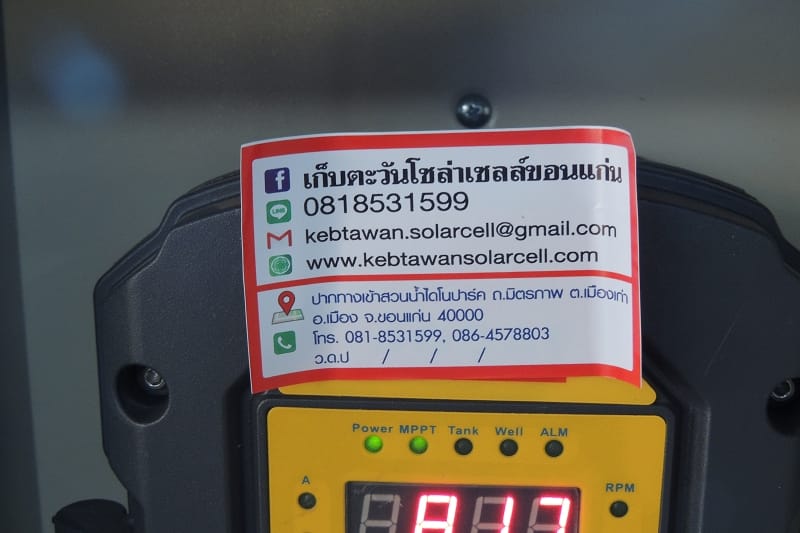 เก็บตะวันโซล่าเซลล์ขอนแก่น
LINE 0818531599
kebtawan.solarcell@gmail.com
www.kebtawansolarcell.com
ปากทางเข้าสวนน้ำไดโนปาร์ค ถ.มิตรภาพ ต.เมืองเก่า
อ.เมือง จ.ขอนแก่น 40000
โทร. 081-8531599, 086-4578803
ว.ด.ป / / /
Power MPPT Tank Well ALM
A RPM
817